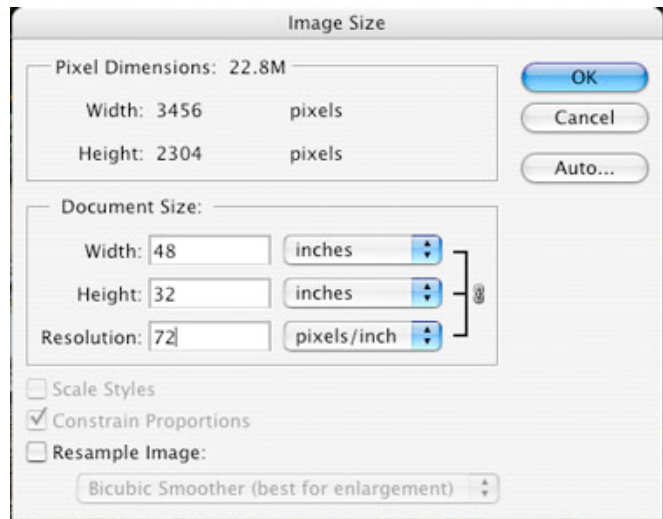 Image Size
Pixel Dimensions: 22.8M
Width: 3456 pixels
Height: 2304 pixels
OK
Cancel
Auto...
Document Size:
Width: 48 inches
Height: 32 inches
Resolution: 72 pixels/inch
Scale Styles
Constrain Proportions
Resample Image:
Bicubic Smoother (best for enlargement)